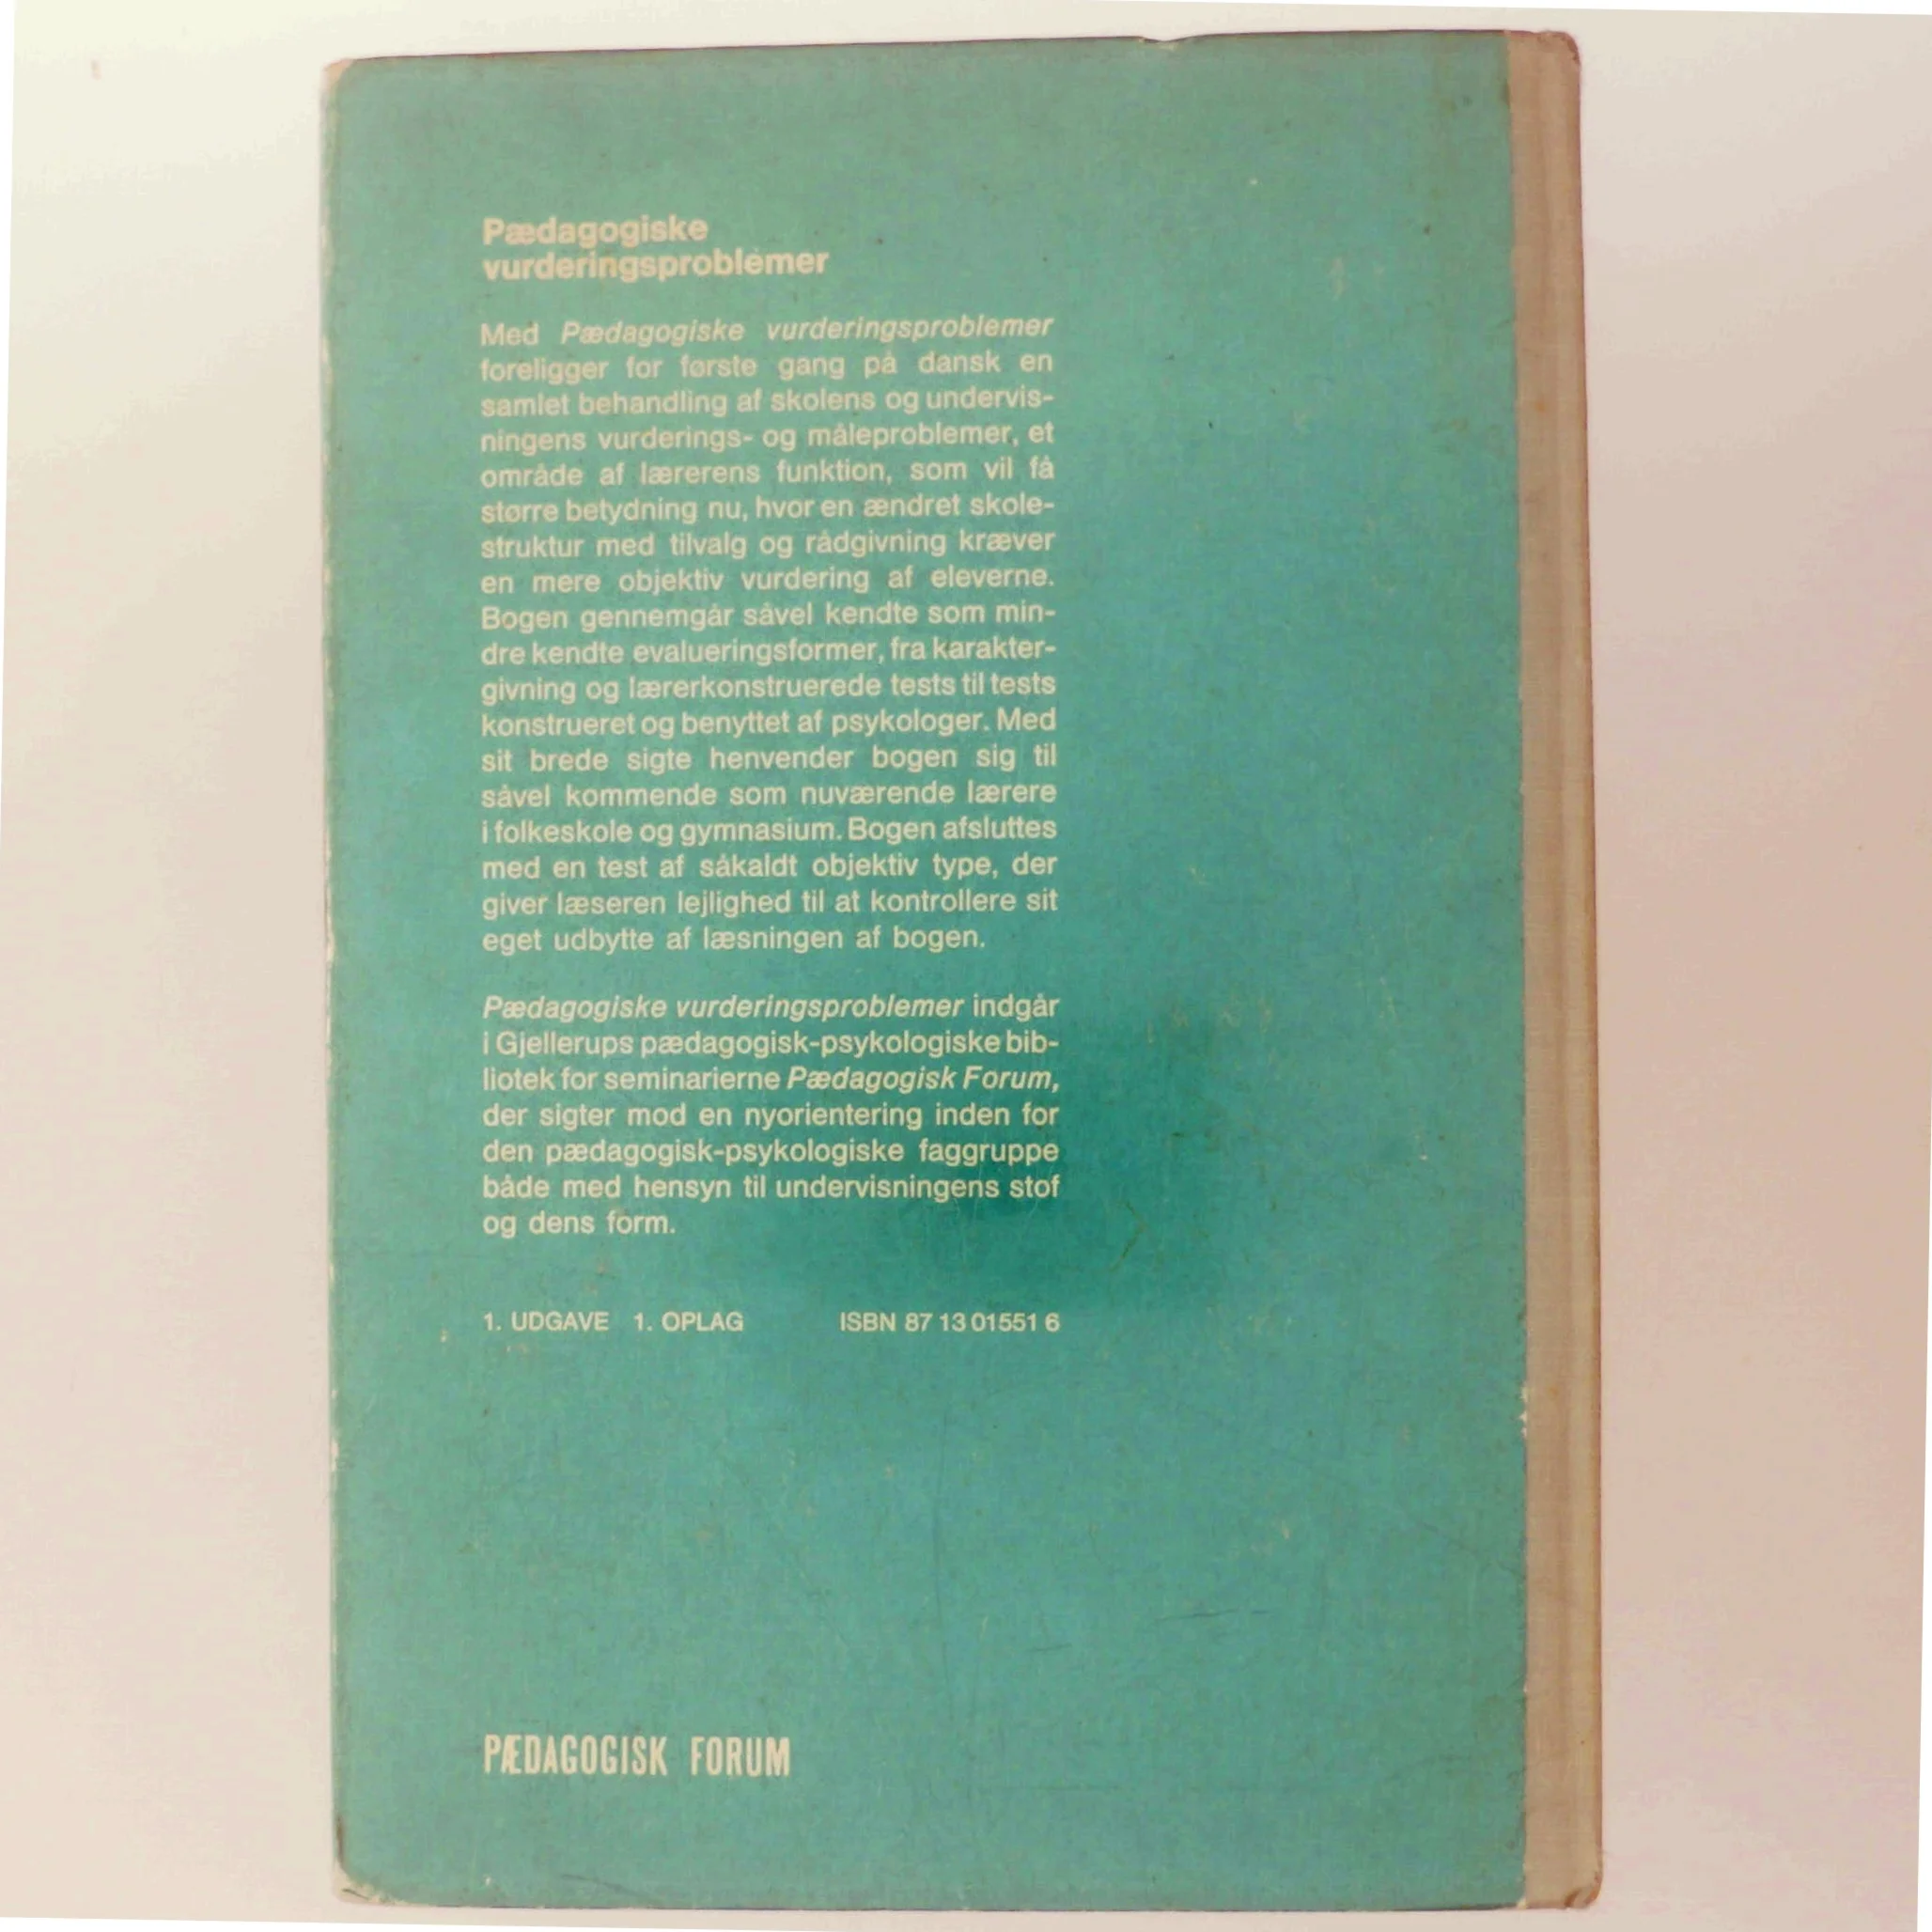 Pædagogiske
vurderingsproblemer
Med Pædagogiske vurderingsproblemer
foreligger for første gang på dansk en
samlet behandling af skolens og undervis-
ningens vurderings- og måleproblemer, et
område af lærerens funktion, som vil få
større betydning nu, hvor en ændret skole-
struktur med tilvalg og rådgivning kræver
en mere objektiv vurdering af eleverne.
Bogen gennemgår såvel kendte som min-
dre kendte evalueringsformer, fra karakter-
givning og lærerkonstruerede tests til tests
konstrueret og benyttet af psykologer. Med
sit brede sigte henvender bogen sig til
såvel kommende som nuværende lærere
i folkeskole og gymnasium. Bogen afsluttes
med en test af såkaldt objektiv type, der
giver læseren lejlighed til at kontrollere sit
eget udbytte af læsningen af bogen.
Pædagogiske vurderingsproblemer indgår
i Gjellerups pædagogisk-psykologiske bib-
liotek for seminarierne Pædagogisk Forum,
der sigter mod en nyorientering inden for
den pædagogisk-psykologiske faggruppe
både med hensyn til undervisningens stof
og dens form.
1. UDGAVE 1. OPLAG ISBN 87 13 01551 6
PÆDAGOGISK FORUM